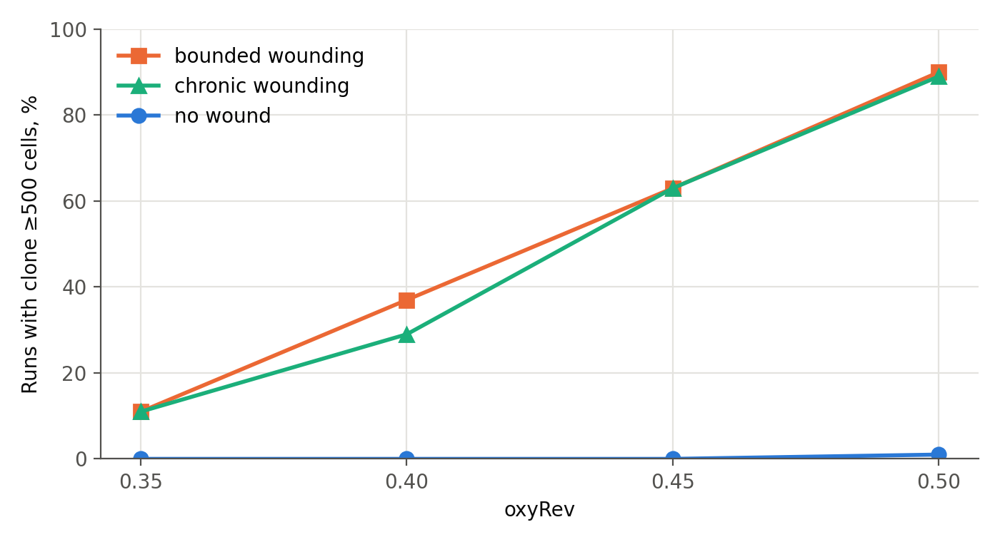 100
80
60
40
20
0
Runs with clone ≥500 cells, %
bounded wounding
chronic wounding
no wound
0.35 0.40 0.45 0.50
oxyRev